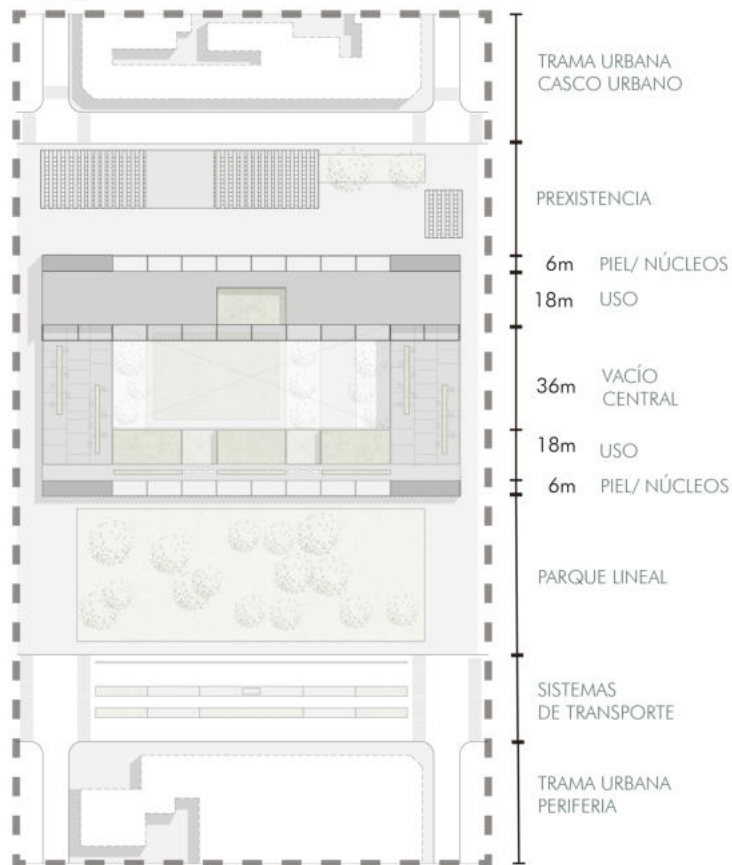 TRAMA URBANA
CASCO URBANO
PREXISTENCIA
6m PIEL/ NÚCLEOS
18m USO
36m VACÍO
CENTRAL
18m USO
6m PIEL/ NÚCLEOS
PARQUE LINEAL
SISTEMAS
DE TRANSPORTE
TRAMA URBANA
PERIFERIA